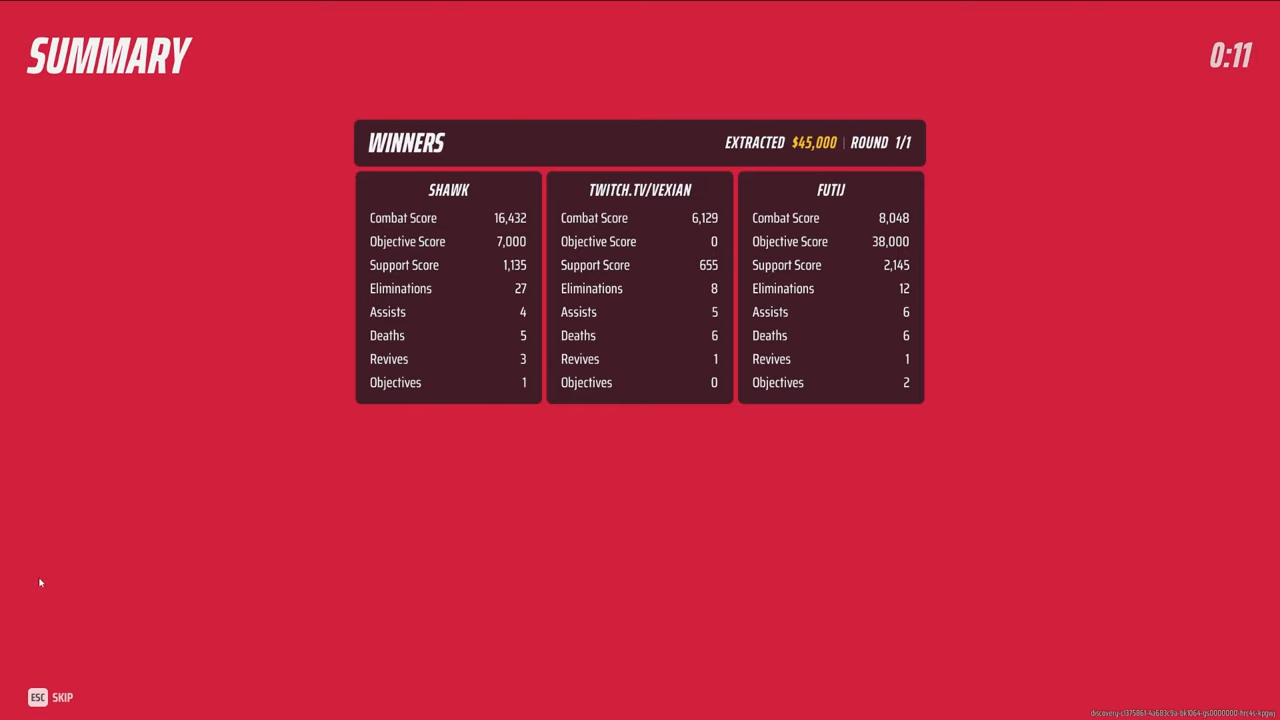 SUMMARY
0:11
WINNERS
EXTRACTED $45,000 | ROUND 1/1
SHAWK
Combat Score 16,432
Objective Score 7,000
Support Score 1,135
Eliminations 27
Assists 4
Deaths 5
Revives 3
Objectives 1
TWITCH.TV/VEXIAN
Combat Score 6,129
Objective Score 0
Support Score 655
Eliminations 8
Assists 5
Deaths 6
Revives 1
Objectives 0
FUTIJ
Combat Score 8,048
Objective Score 38,000
Support Score 2,145
Eliminations 12
Assists 6
Deaths 6
Revives 1
Objectives 2
ESC SKIP